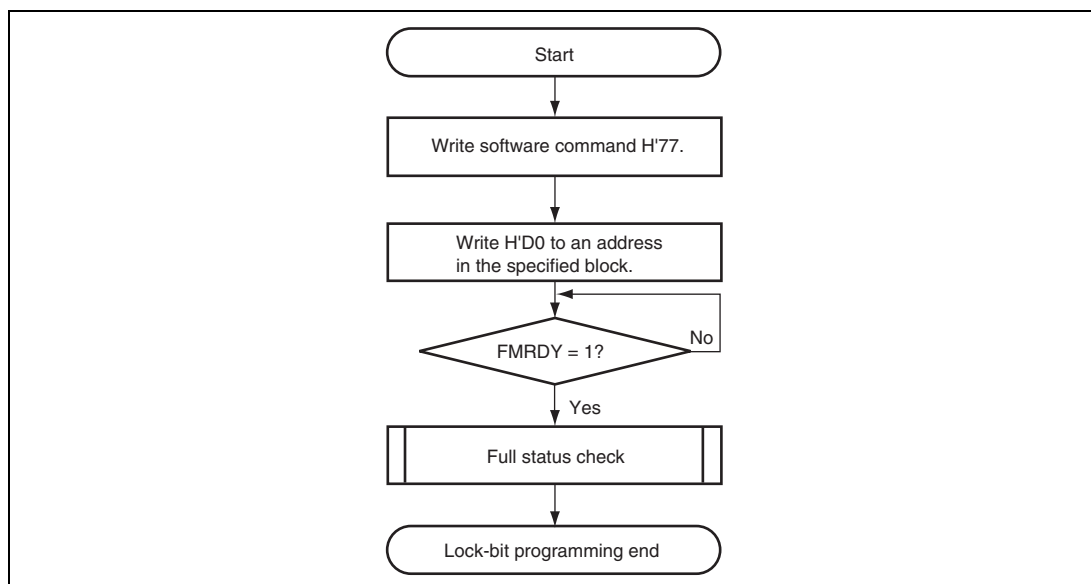 Start
Write software command H'77.
Write H'D0 to an address
in the specified block.
FMRDY = 1?
No
Yes
Full status check
Lock-bit programming end